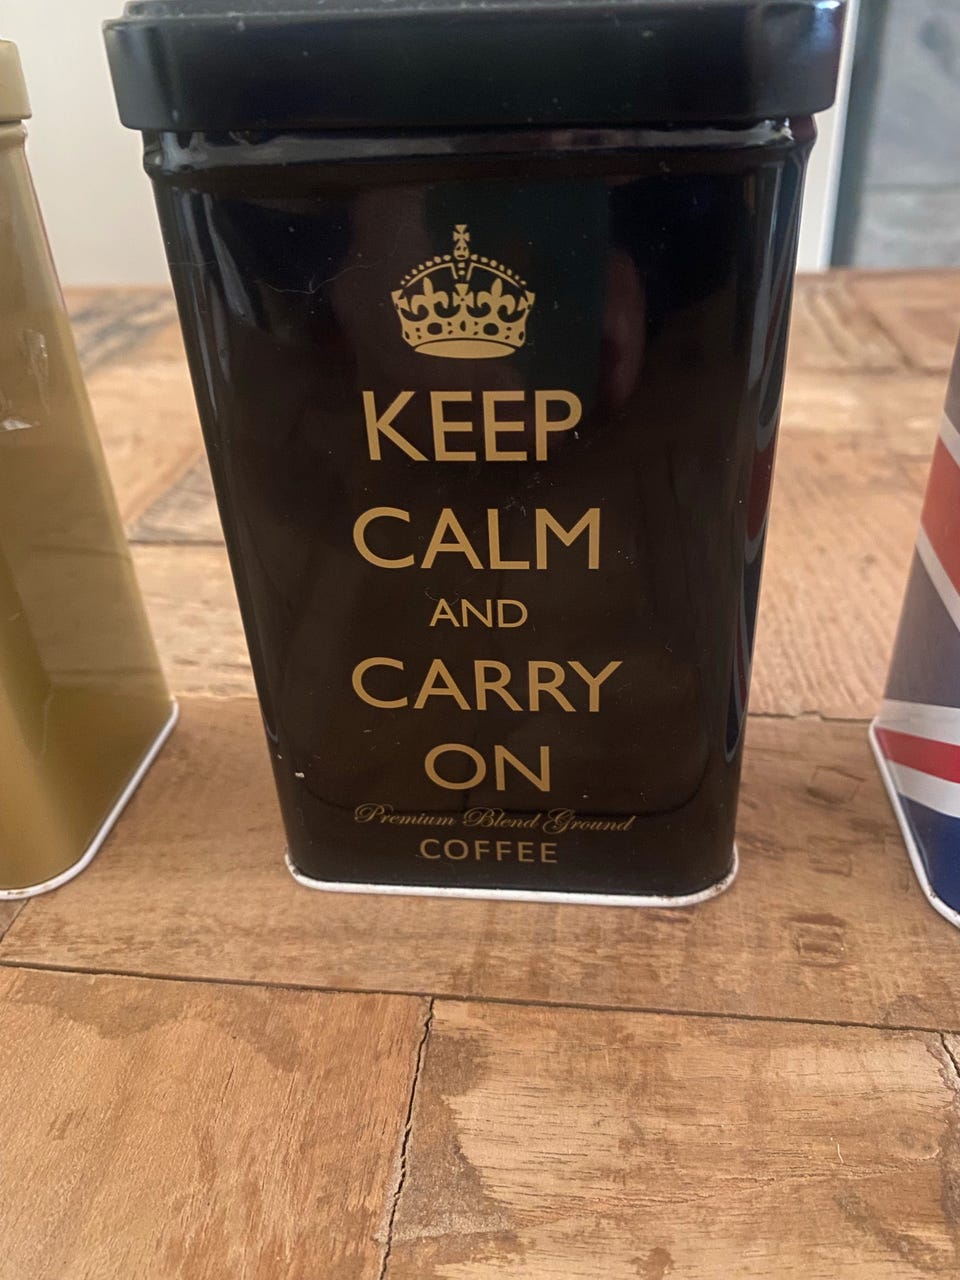 KEEP
CALM
AND
CARRY
ON
Premium Blend Ground
COFFEE